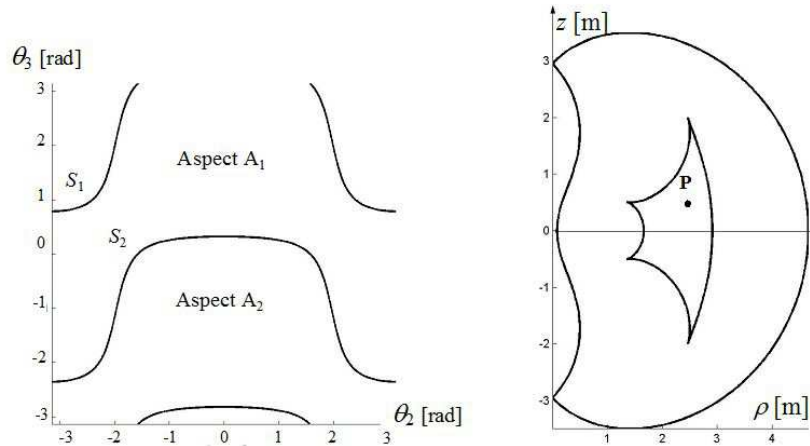 θ₃ [rad]
3
2
1
0
-1
-2
-3
S₁
Aspect A₁
S₂
Aspect A₂
-3 -2 -1 0 1 2 3
θ₂ [rad]
z [m]
3
2
1
0
-1
-2
-3
P
0 1 2 3 4
ρ [m]